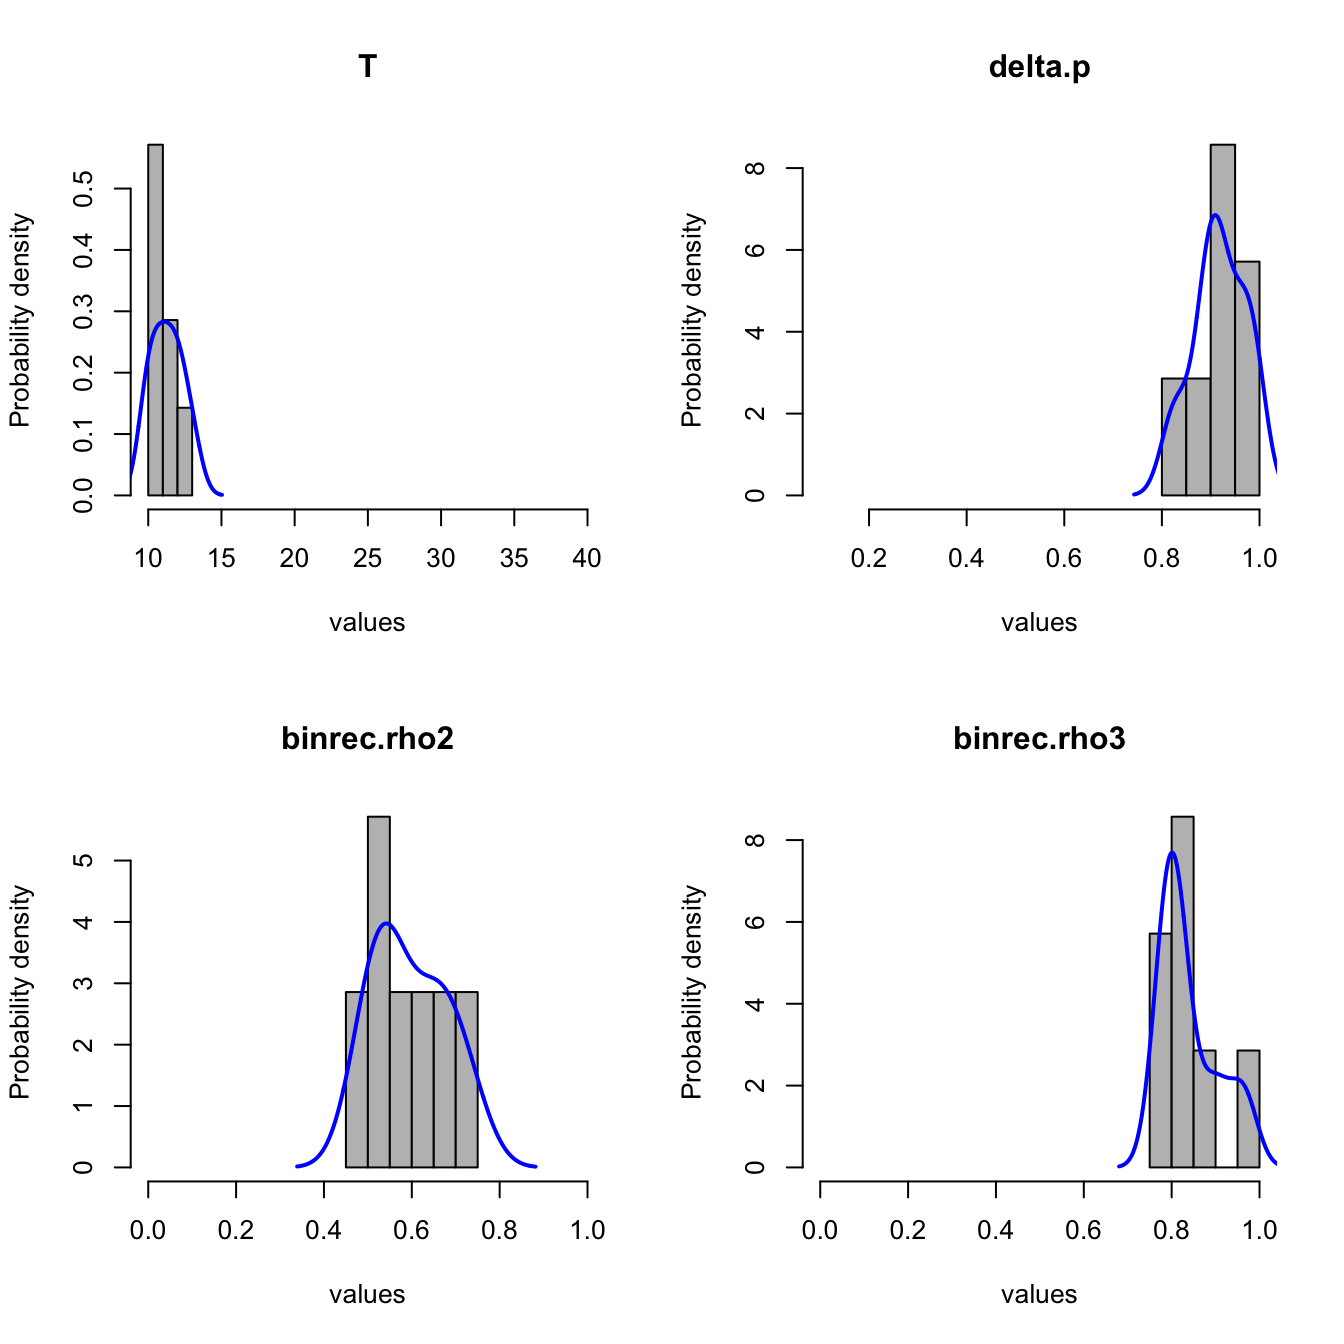 T
Probability density
0.0 0.1 0.2 0.3 0.4 0.5
10 15 20 25 30 35 40
values
delta.p
Probability density
0 2 4 6 8
0.2 0.4 0.6 0.8 1.0
values
binrec.rho2
Probability density
0 1 2 3 4 5
0.0 0.2 0.4 0.6 0.8 1.0
values
binrec.rho3
Probability density
0 2 4 6 8
0.0 0.2 0.4 0.6 0.8 1.0
values